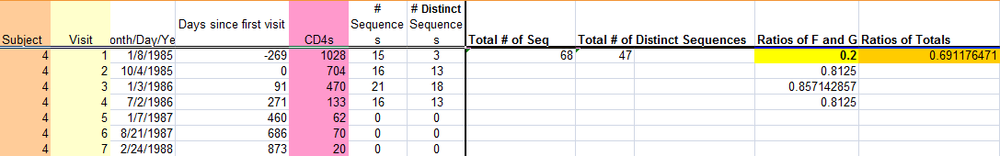 # # Distinct
Days since first visit Sequence Sequence
Subject Visit onth/Day/Ye CD4s s s Total # of Seq Total # of Distinct Sequences Ratios of F and G Ratios of Totals
4 1 1/8/1985 -269 1028 15 3 68 47 0.2 0.691176471
4 2 10/4/1985 0 704 16 13 0.8125
4 3 1/3/1986 91 470 21 18 0.857142857
4 4 7/2/1986 271 133 16 13 0.8125
4 5 1/7/1987 460 62 0 0
4 6 8/21/1987 686 70 0 0
4 7 2/24/1988 873 20 0 0